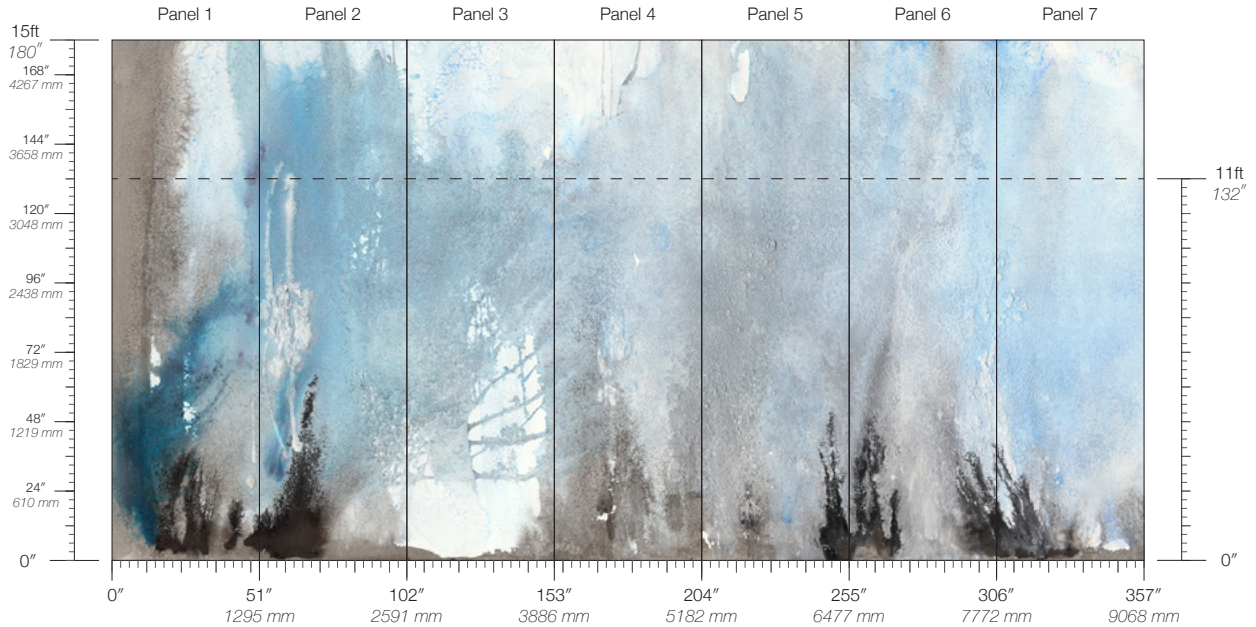 Panel 1 Panel 2 Panel 3 Panel 4 Panel 5 Panel 6 Panel 7
15ft
180″
168″
4267 mm
144″
3658 mm
11ft
132″
120″
3048 mm
96″
2438 mm
72″
1829 mm
48″
1219 mm
24″
610 mm
0″ 0″
0″ 51″ 102″ 153″ 204″ 255″ 306″ 357″
1295 mm 2591 mm 3886 mm 5182 mm 6477 mm 7772 mm 9068 mm